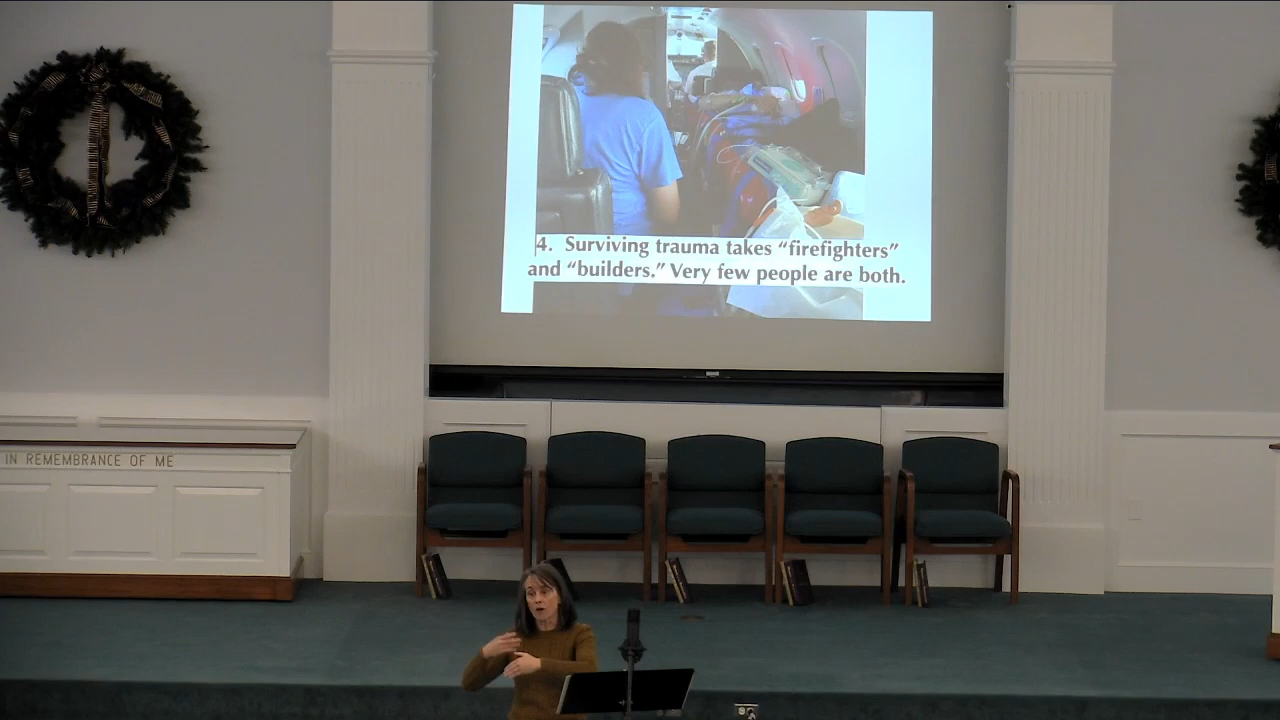 4. Surviving trauma takes “firefighters”
and “builders.” Very few people are both.
IN REMEMBRANCE OF ME